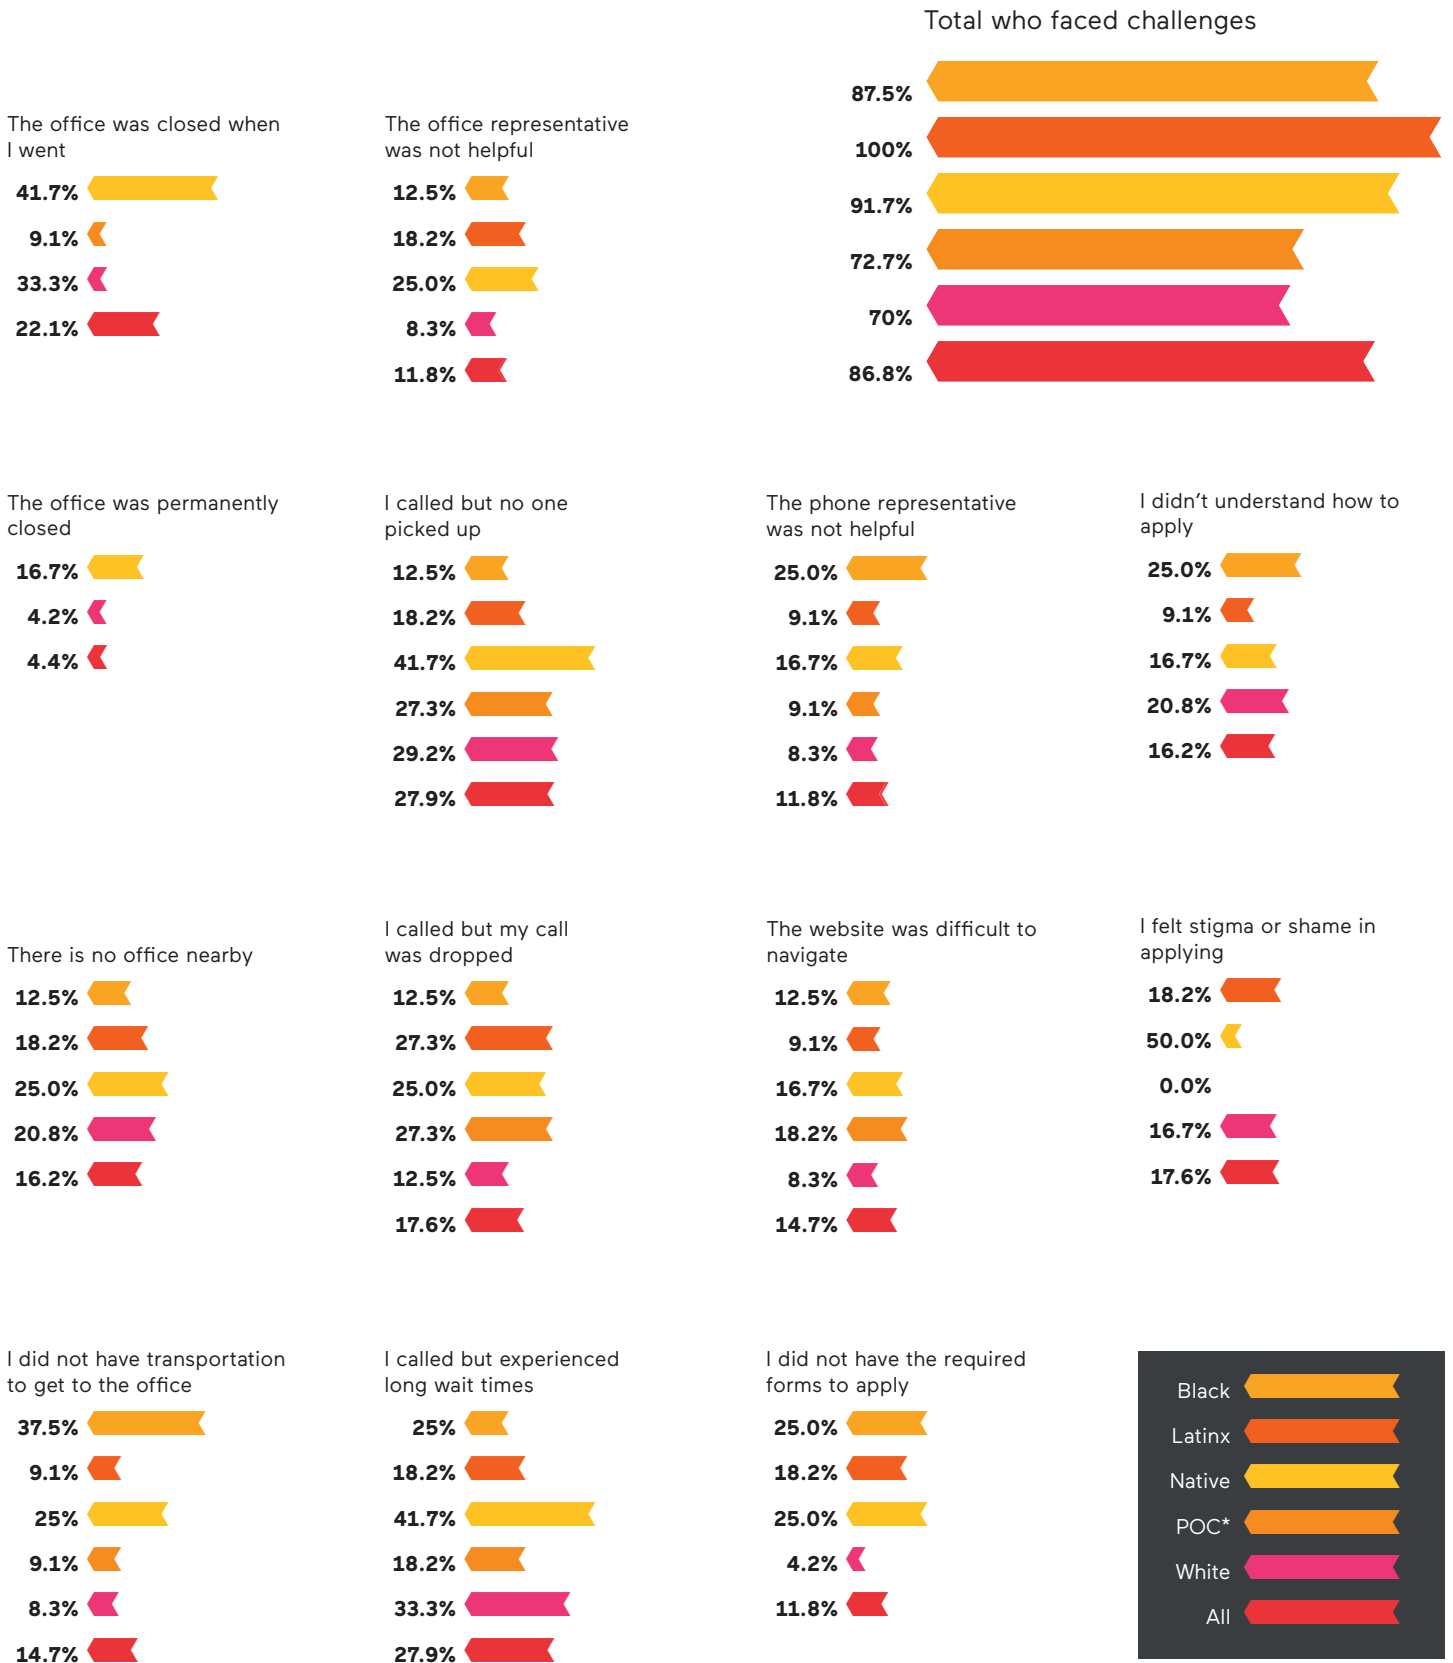 Total who faced challenges
87.5%
100%
91.7%
72.7%
70%
86.8%
The office was closed when
I went
41.7%
9.1%
33.3%
22.1%
The office representative
was not helpful
12.5%
18.2%
25.0%
8.3%
11.8%
The office was permanently
closed
16.7%
4.2%
4.4%
I called but no one
picked up
12.5%
18.2%
41.7%
27.3%
29.2%
27.9%
The phone representative
was not helpful
25.0%
9.1%
16.7%
9.1%
8.3%
11.8%
I didn't understand how to
apply
25.0%
9.1%
16.7%
20.8%
16.2%
There is no office nearby
12.5%
18.2%
25.0%
20.8%
16.2%
I called but my call
was dropped
12.5%
27.3%
25.0%
27.3%
12.5%
17.6%
The website was difficult to
navigate
12.5%
9.1%
16.7%
18.2%
8.3%
14.7%
I felt stigma or shame in
applying
18.2%
50.0%
0.0%
16.7%
17.6%
I did not have transportation
to get to the office
37.5%
9.1%
25%
9.1%
8.3%
14.7%
I called but experienced
long wait times
25%
18.2%
41.7%
18.2%
33.3%
27.9%
I did not have the required
forms to apply
25.0%
18.2%
25.0%
4.2%
11.8%
Black
Latinx
Native
POC*
White
All